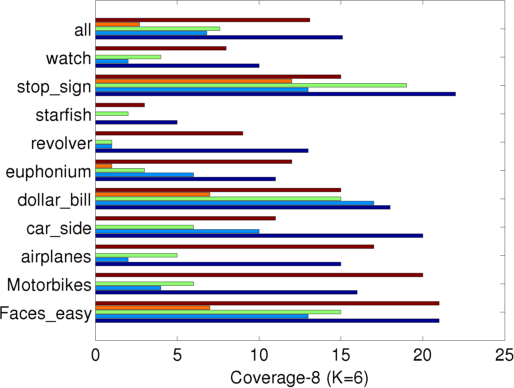 all
watch
stop_sign
starfish
revolver
euphonium
dollar_bill
car_side
airplanes
Motorbikes
Faces_easy
0 5 10 15 20 25
Coverage-8 (K=6)